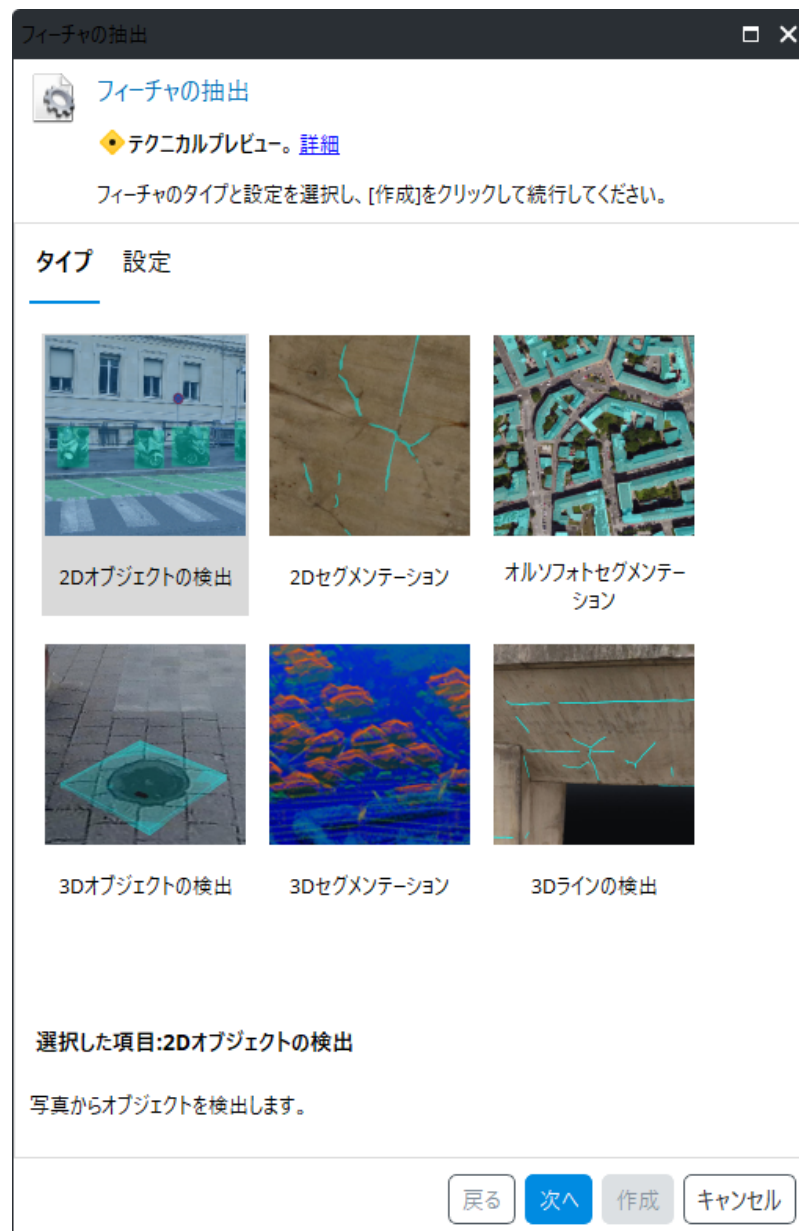 フィーチャの抽出
フィーチャの抽出
テクニカルプレビュー。詳細
フィーチャのタイプと設定を選択し、[作成]をクリックして続行してください。
タイプ 設定
2Dオブジェクトの検出
2Dセグメンテーション
オルソフォトセグメンテー
ション
3Dオブジェクトの検出
3Dセグメンテーション
3Dラインの検出
選択した項目:2Dオブジェクトの検出
写真からオブジェクトを検出します。
戻る 次へ 作成 キャンセル